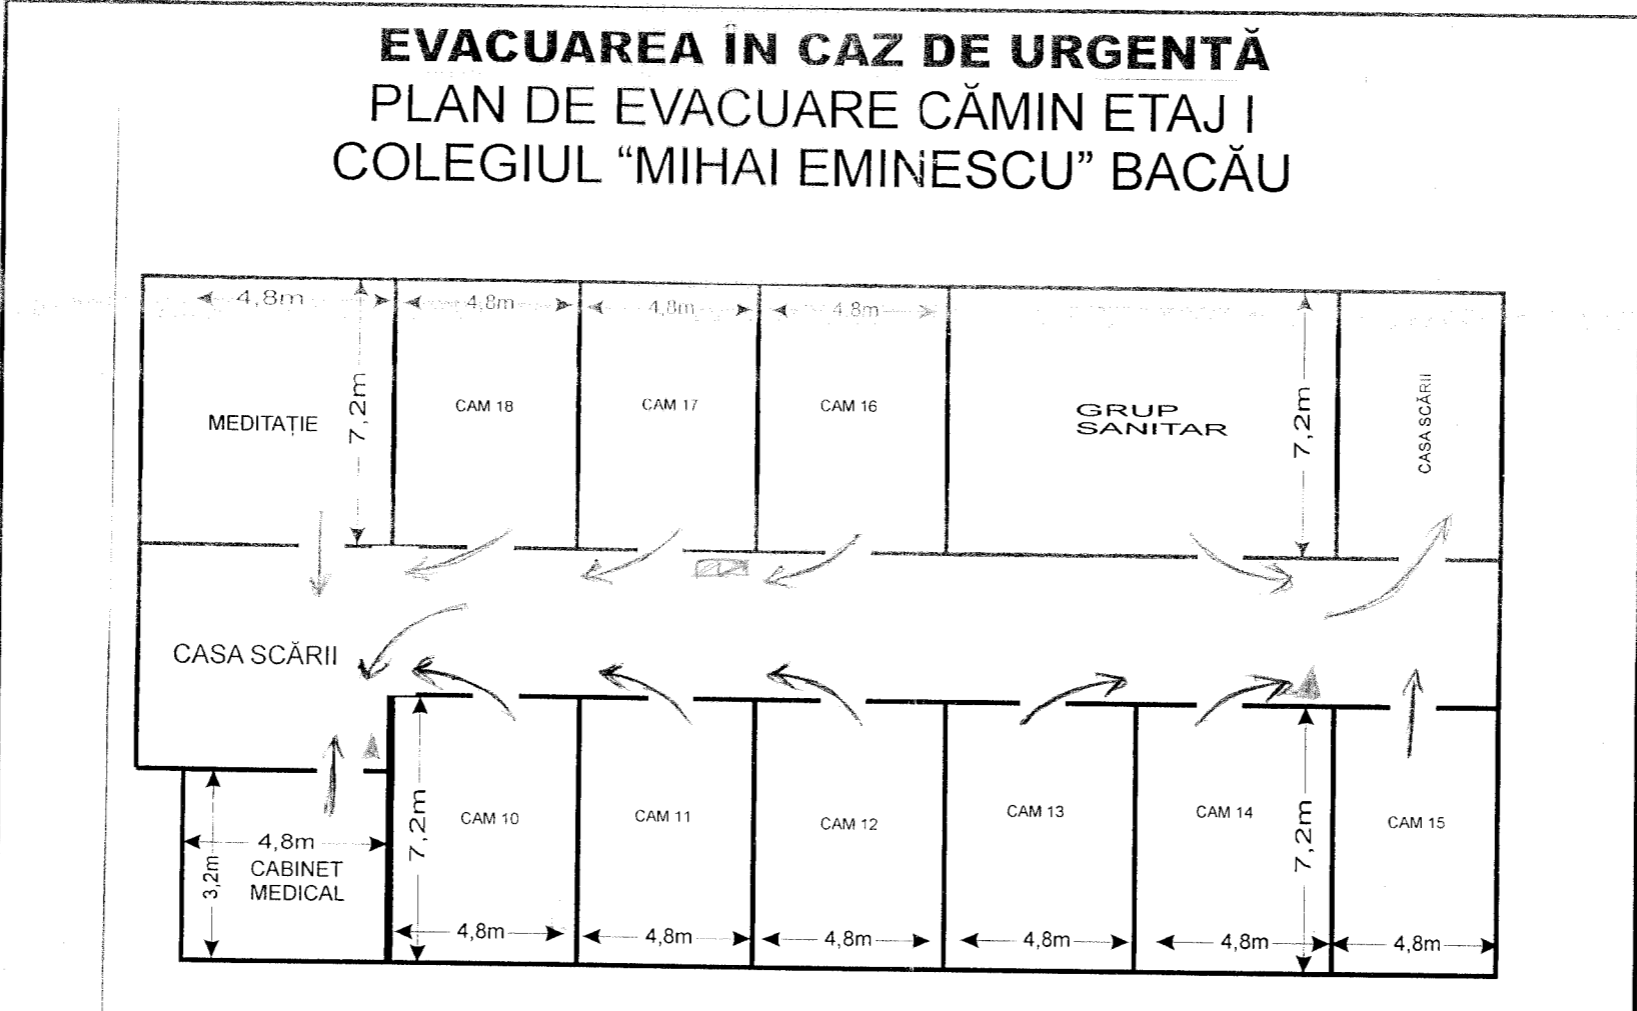 EVACUAREA ÎN CAZ DE URGENTĂ
PLAN DE EVACUARE CĂMIN ETAJ I
COLEGIUL “MIHAI EMINESCU” BACĂU
4,8m
4,8m
4,8m
4,8m
MEDITAȚIE
7,2m
CAM 18
CAM 17
CAM 16
GRUP
SANITAR
7,2m
CASA SCĂRII
CASA SCĂRII
3,2m
4,8m
CABINET
MEDICAL
7,2m
CAM 10
CAM 11
CAM 12
CAM 13
CAM 14
7,2m
CAM 15
4,8m
4,8m
4,8m
4,8m
4,8m
4,8m